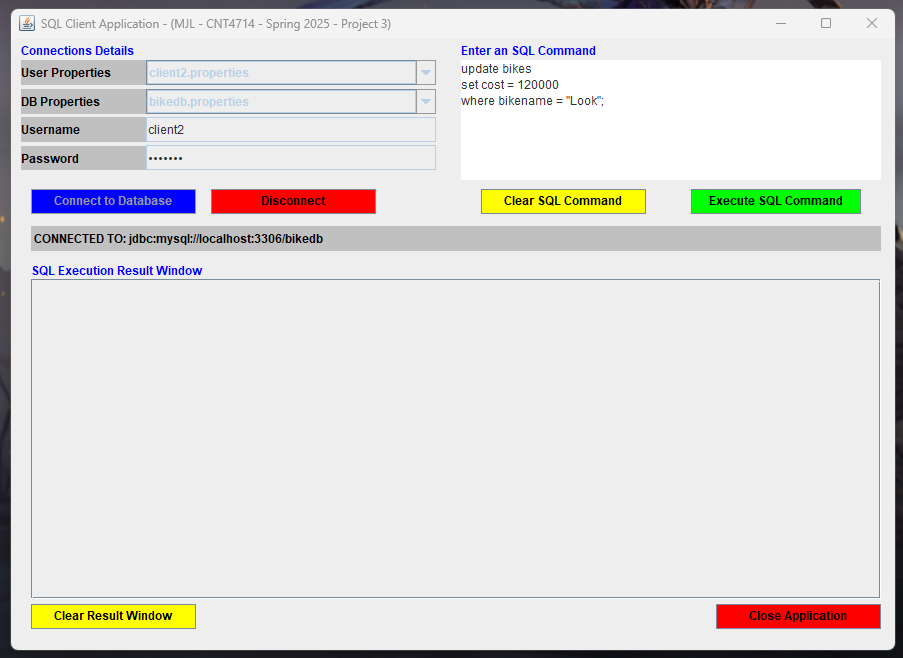 SQL Client Application - (MJL - CNT4714 - Spring 2025 - Project 3)
Connections Details
User Properties client2.properties
DB Properties bikedb.properties
Username client2
Password •••••••
Enter an SQL Command
update bikes
set cost = 120000
where bikename = "Look";
Connect to Database Disconnect Clear SQL Command Execute SQL Command
CONNECTED TO: jdbc:mysql://localhost:3306/bikedb
SQL Execution Result Window
Clear Result Window Close Application